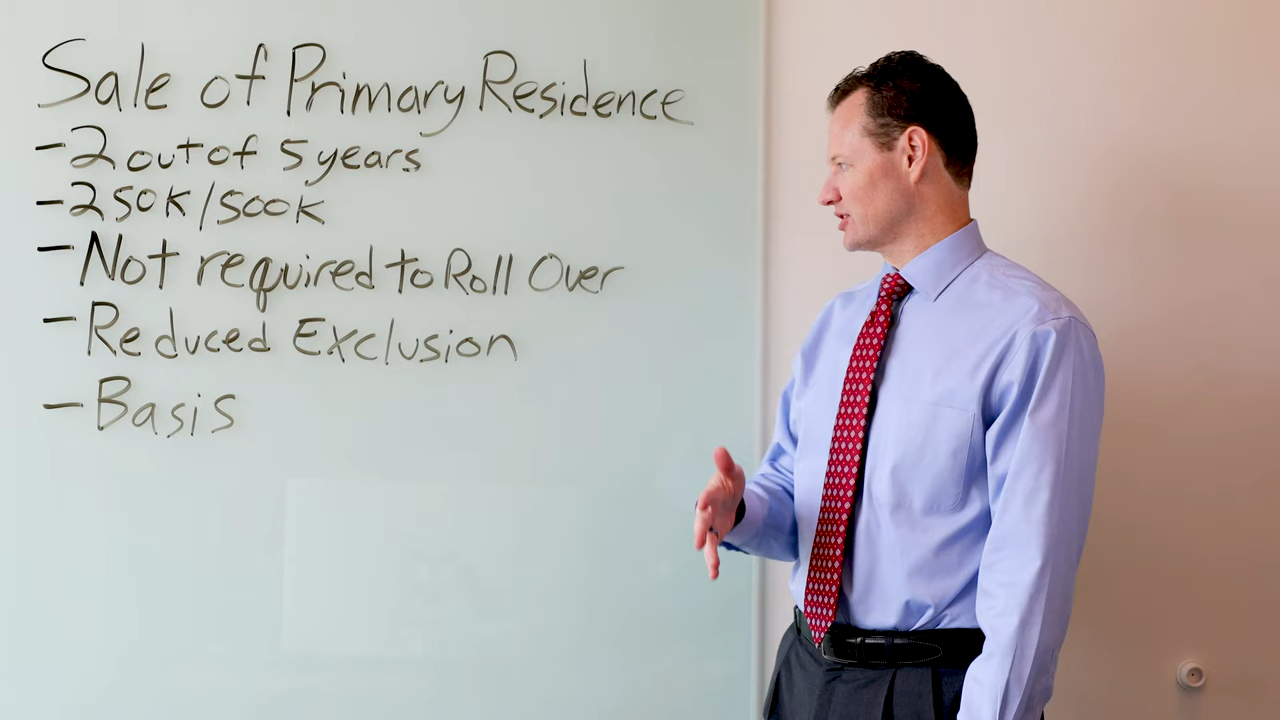 Sale of Primary Residence
- 2 out of 5 years
- 250K/500K
- Not required to Roll Over
- Reduced Exclusion
- Basis